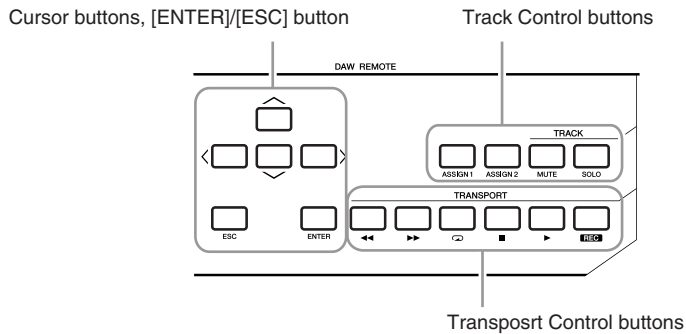 Cursor buttons, [ENTER]/[ESC] button
Track Control buttons
DAW REMOTE
TRACK
ASSIGN 1 ASSIGN 2 MUTE SOLO
TRANSPORT
ESC ENTER REC
Transposrt Control buttons